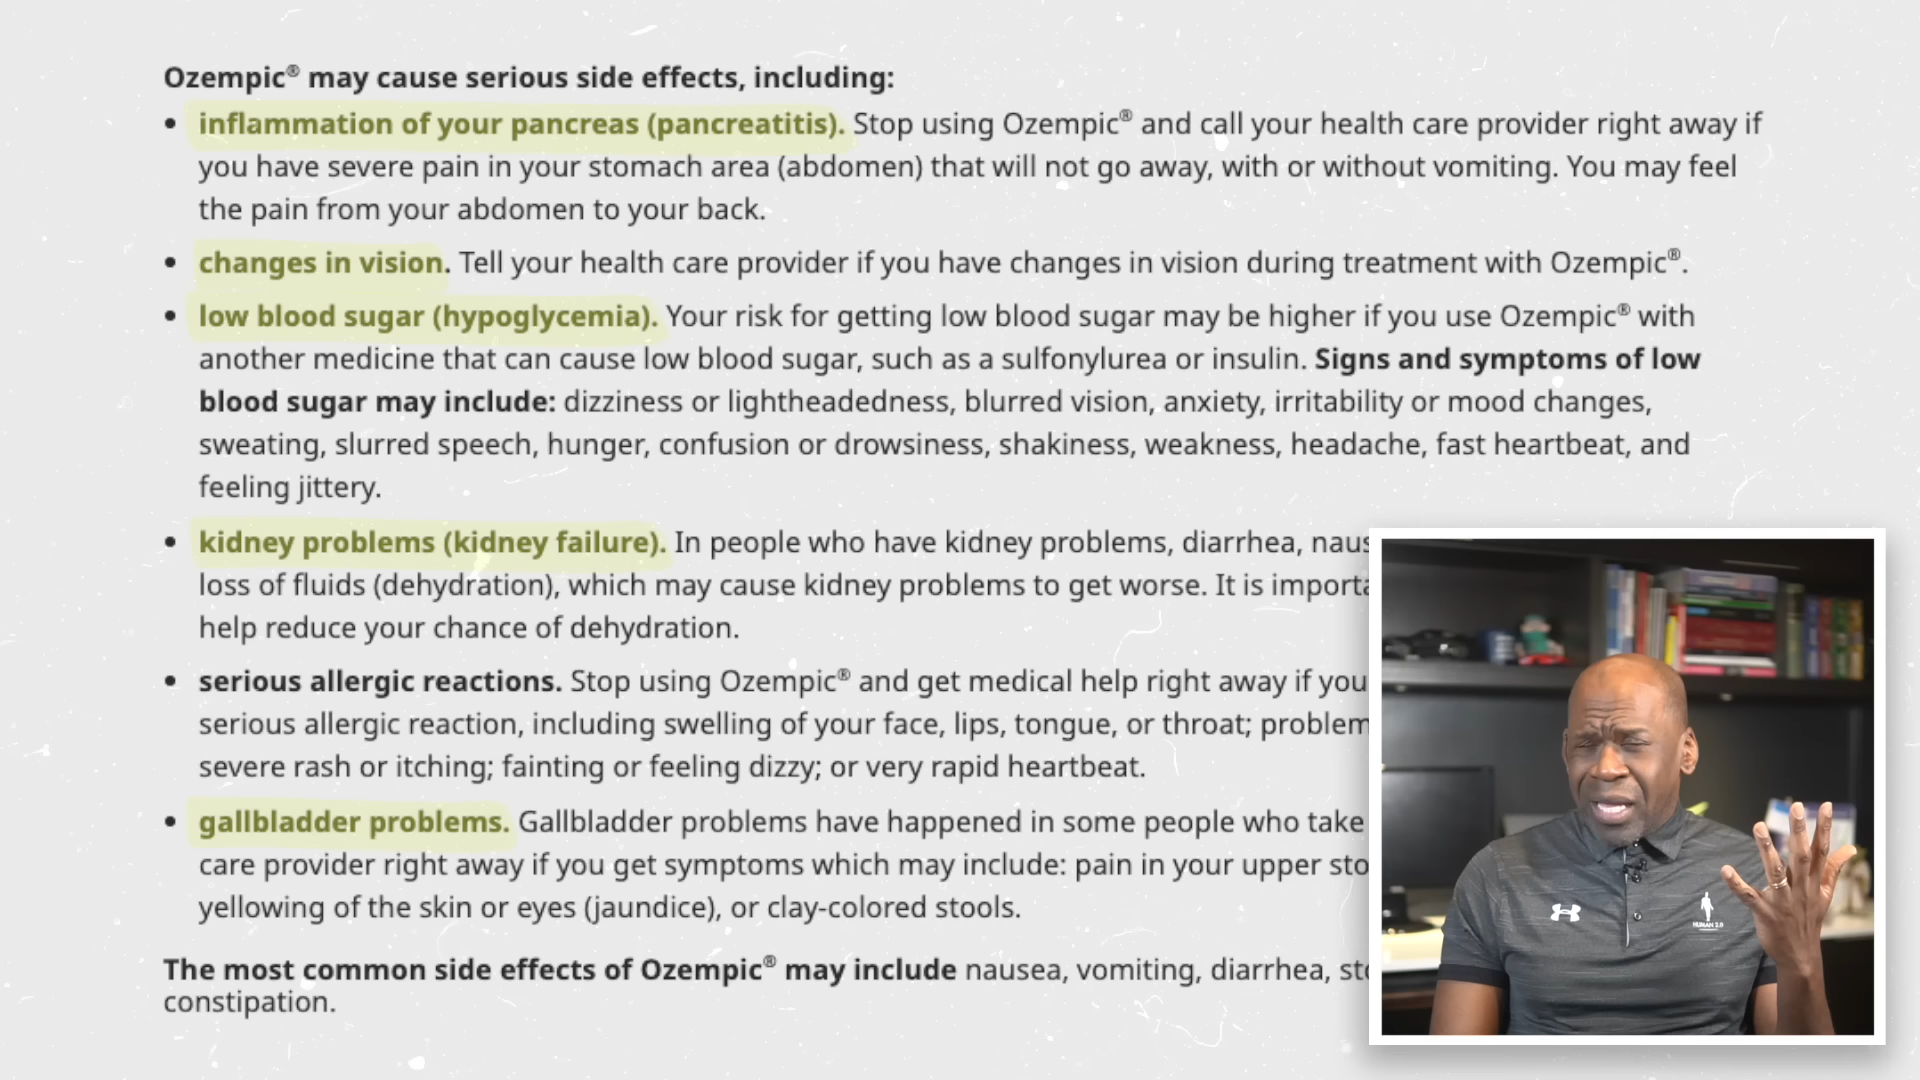 Ozempic® may cause serious side effects, including:
• inflammation of your pancreas (pancreatitis). Stop using Ozempic® and call your health care provider right away if
you have severe pain in your stomach area (abdomen) that will not go away, with or without vomiting. You may feel
the pain from your abdomen to your back.
• changes in vision. Tell your health care provider if you have changes in vision during treatment with Ozempic®.
• low blood sugar (hypoglycemia). Your risk for getting low blood sugar may be higher if you use Ozempic® with
another medicine that can cause low blood sugar, such as a sulfonylurea or insulin. Signs and symptoms of low
blood sugar may include: dizziness or lightheadedness, blurred vision, anxiety, irritability or mood changes,
sweating, slurred speech, hunger, confusion or drowsiness, shakiness, weakness, headache, fast heartbeat, and
feeling jittery.
• kidney problems (kidney failure). In people who have kidney problems, diarrhea,
loss of fluids (dehydration), which may cause kidney problems to get worse. It is
help reduce your chance of dehydration.
• serious allergic reactions. Stop using Ozempic® and get medical help right away if you
serious allergic reaction, including swelling of your face, lips, tongue, or throat;
severe rash or itching; fainting or feeling dizzy; or very rapid heartbeat.
• gallbladder problems. Gallbladder problems have happened in some people who take
care provider right away if you get symptoms which may include: pain in your upper
yellowing of the skin or eyes (jaundice), or clay-colored stools.
The most common side effects of Ozempic® may include nausea, vomiting, diarrhea,
constipation.
HUMAN 2.0